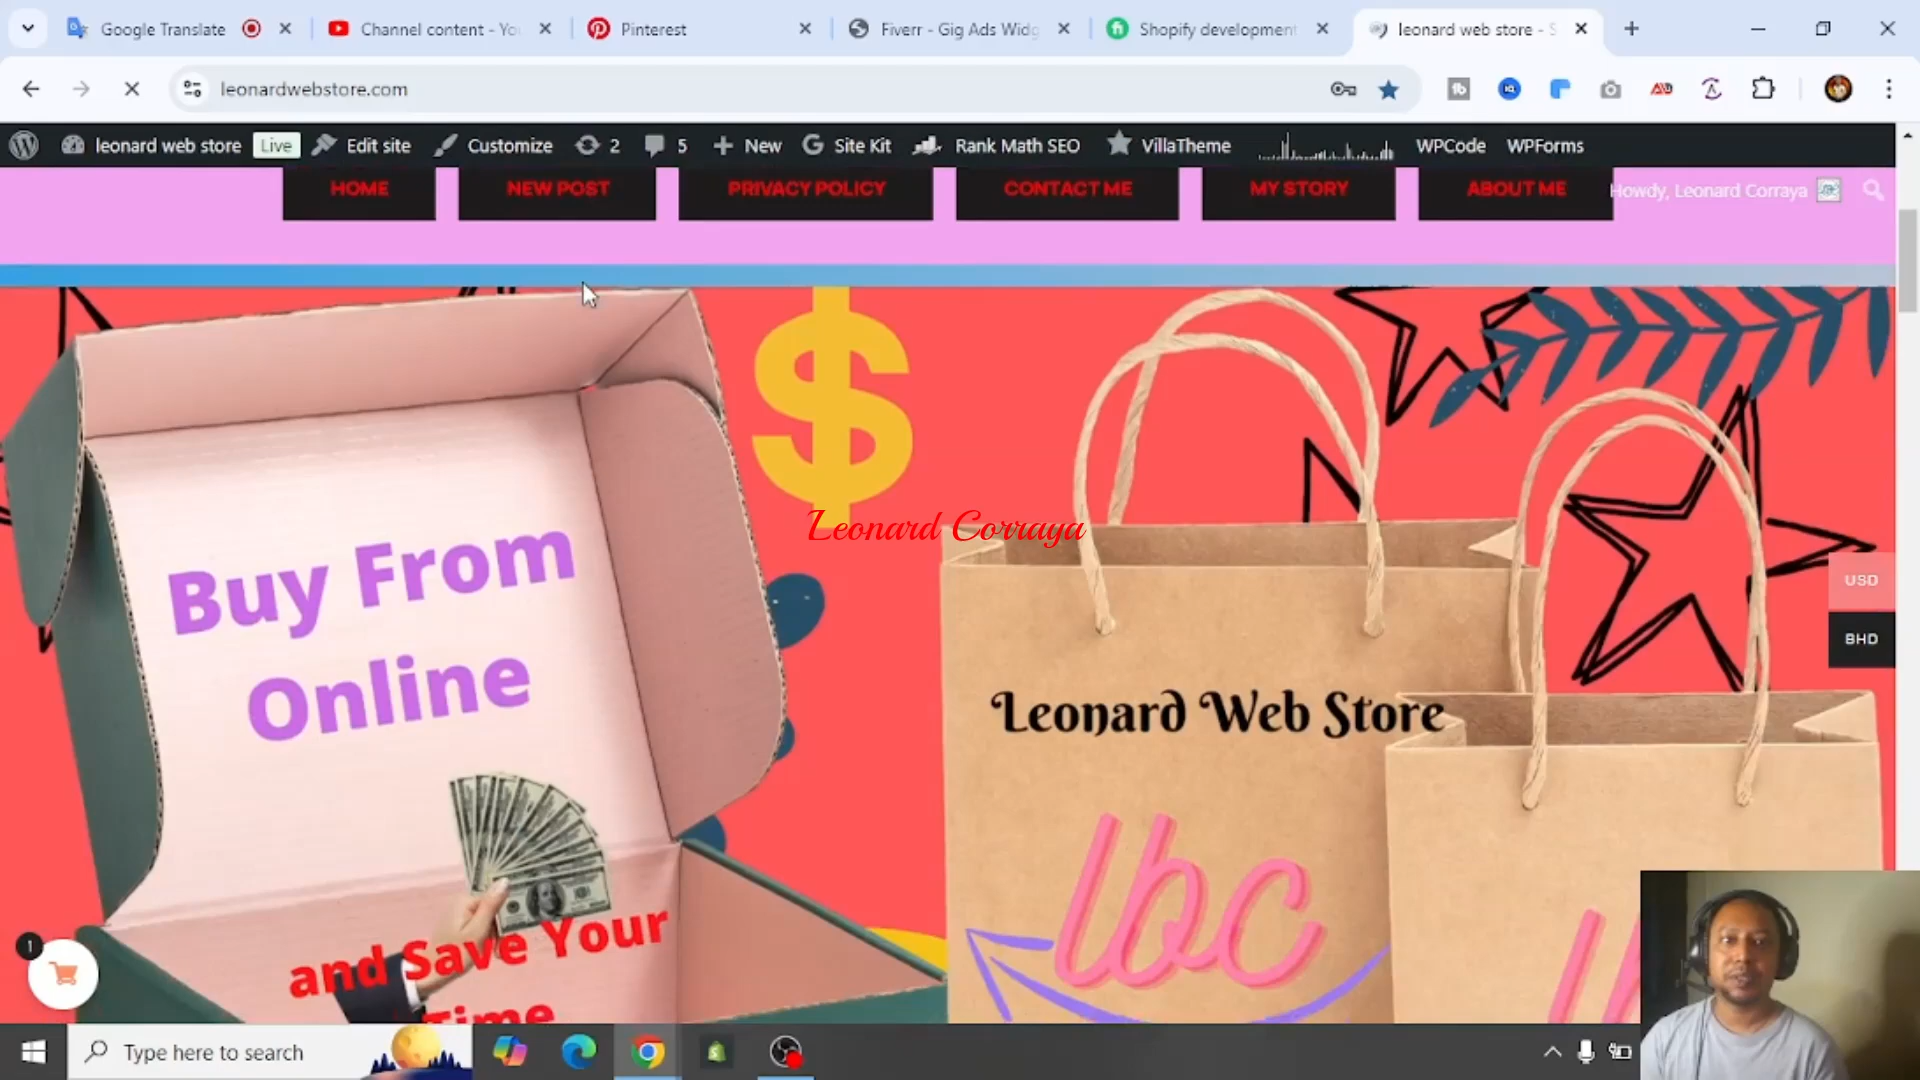 Google Translate
Channel content - Yo
Pinterest
Fiverr - Gig Ads Widg
Shopify development
leonard web store - S
leonardwebstore.com
leonard web store
Live
Edit site
Customize
2
5
New
Site Kit
Rank Math SEO
VillaTheme
WPCode
WPForms
HOME
NEW POST
PRIVACY POLICY
CONTACT ME
MY STORY
ABOUT ME
Howdy, Leonard Corraya
$
Buy From
Online
and Save Your
Time
Leonard Corraya
Leonard Web Store
lbc
USD
BHD
1
Type here to search